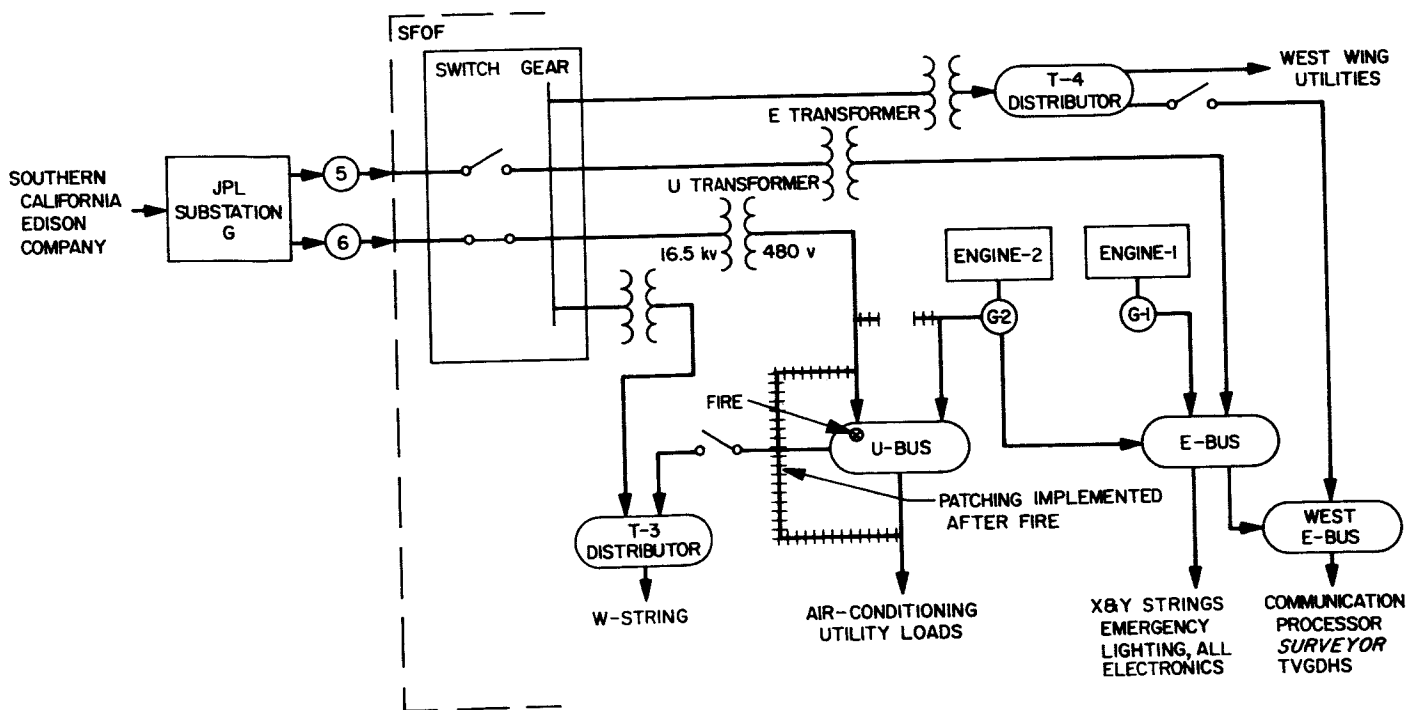 SFOF
SWITCH GEAR
WEST WING
UTILITIES
T-4
DISTRIBUTOR
E TRANSFORMER
SOUTHERN
CALIFORNIA
EDISON
COMPANY
JPL
SUBSTATION
G
5
6
U TRANSFORMER
16.5 kv
480 v
ENGINE-2
ENGINE-1
G-2
G-1
FIRE
U-BUS
E-BUS
PATCHING IMPLEMENTED
AFTER FIRE
T-3
DISTRIBUTOR
WEST
E-BUS
W-STRING
AIR-CONDITIONING
UTILITY LOADS
X&Y STRINGS
EMERGENCY
LIGHTING, ALL
ELECTRONICS
COMMUNICATION
PROCESSOR
SURVEYOR
TVGDHS